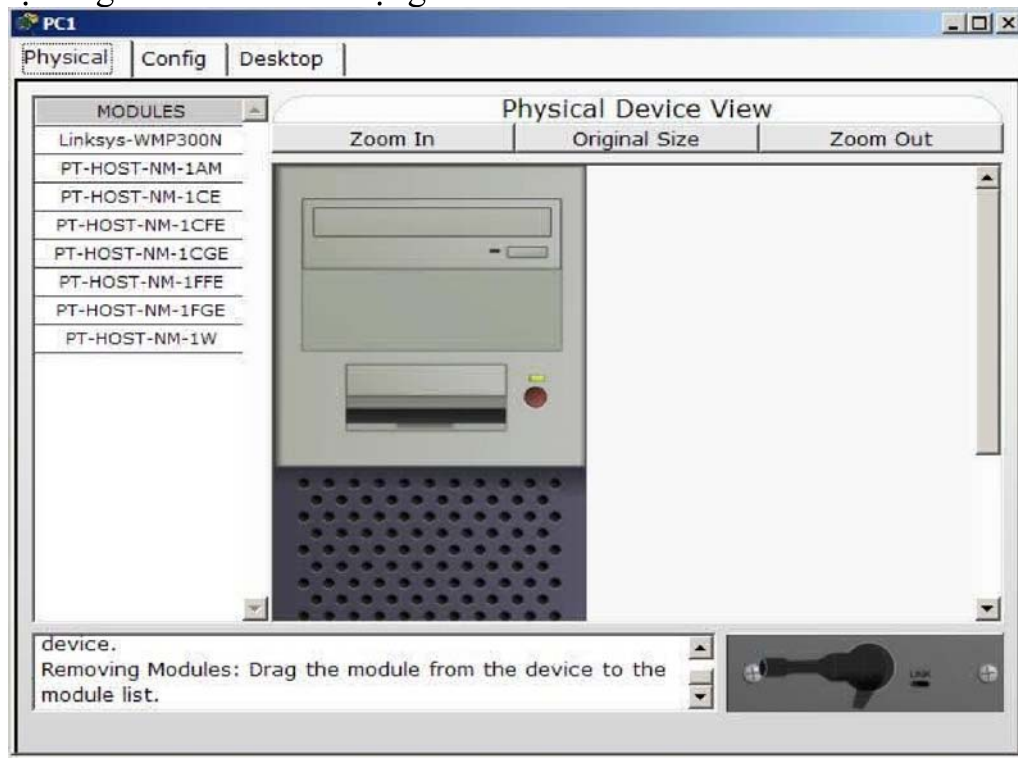 PC1
Physical
Config
Desktop
MODULES
Linksys-WMP300N
PT-HOST-NM-1AM
PT-HOST-NM-1CE
PT-HOST-NM-1CFE
PT-HOST-NM-1CGE
PT-HOST-NM-1FFE
PT-HOST-NM-1FGE
PT-HOST-NM-1W
Physical Device View
Zoom In
Original Size
Zoom Out
device.
Removing Modules: Drag the module from the device to the
module list.
LINK